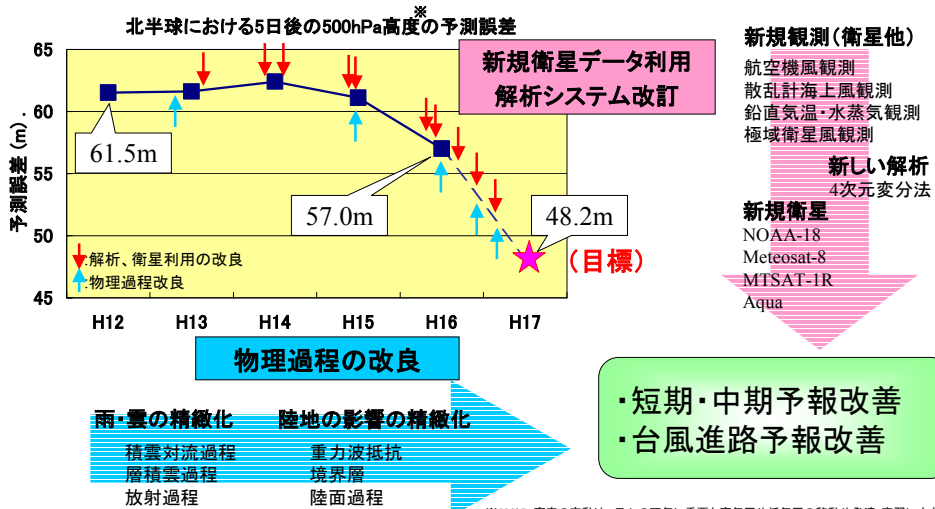 ※
北半球における5日後の500hPa高度の予測誤差
予測誤差(m).
65
60
55
50
45
61.5m
57.0m
48.2m
(目標)
:解析、衛星利用の改良
:物理過程改良
H12 H13 H14 H15 H16 H17
新規衛星データ利用
解析システム改訂
新規観測(衛星他)
航空機風観測
散乱計海上風観測
鉛直気温・水蒸気観測
極域衛星風観測
新しい解析
4次元変分法
新規衛星
NOAA-18
Meteosat-8
MTSAT-1R
Aqua
物理過程の改良
雨・雲の精緻化
積雲対流過程
層積雲過程
放射過程
陸地の影響の精緻化
重力波抵抗
境界層
陸面過程
・短期・中期予報改善
・台風進路予報改善